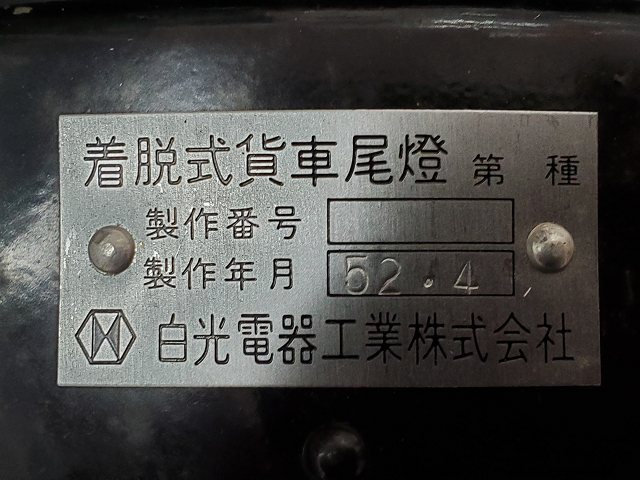 着脱式貨車尾燈 第 種
製作番号
製作年月 52.4
白光電器工業株式会社